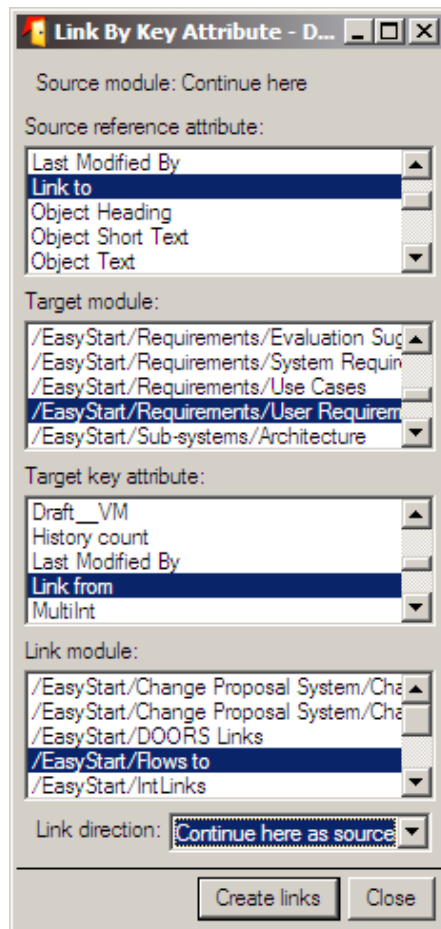 Link By Key Attribute - D...
Source module: Continue here
Source reference attribute:
Last Modified By
Link to
Object Heading
Object Short Text
Object Text
Target module:
/EasyStart/Requirements/Evaluation Sug
/EasyStart/Requirements/System Requin
/EasyStart/Requirements/Use Cases
/EasyStart/Requirements/User Requirem
/EasyStart/Sub-systems/Architecture
Target key attribute:
Draft__VM
History count
Last Modified By
Link from
MultiInt
Link module:
/EasyStart/Change Proposal System/Cha
/EasyStart/Change Proposal System/Cha
/EasyStart/DOORS Links
/EasyStart/Flows to
/EasyStart/IntLinks
Link direction: Continue here as source
Create links Close